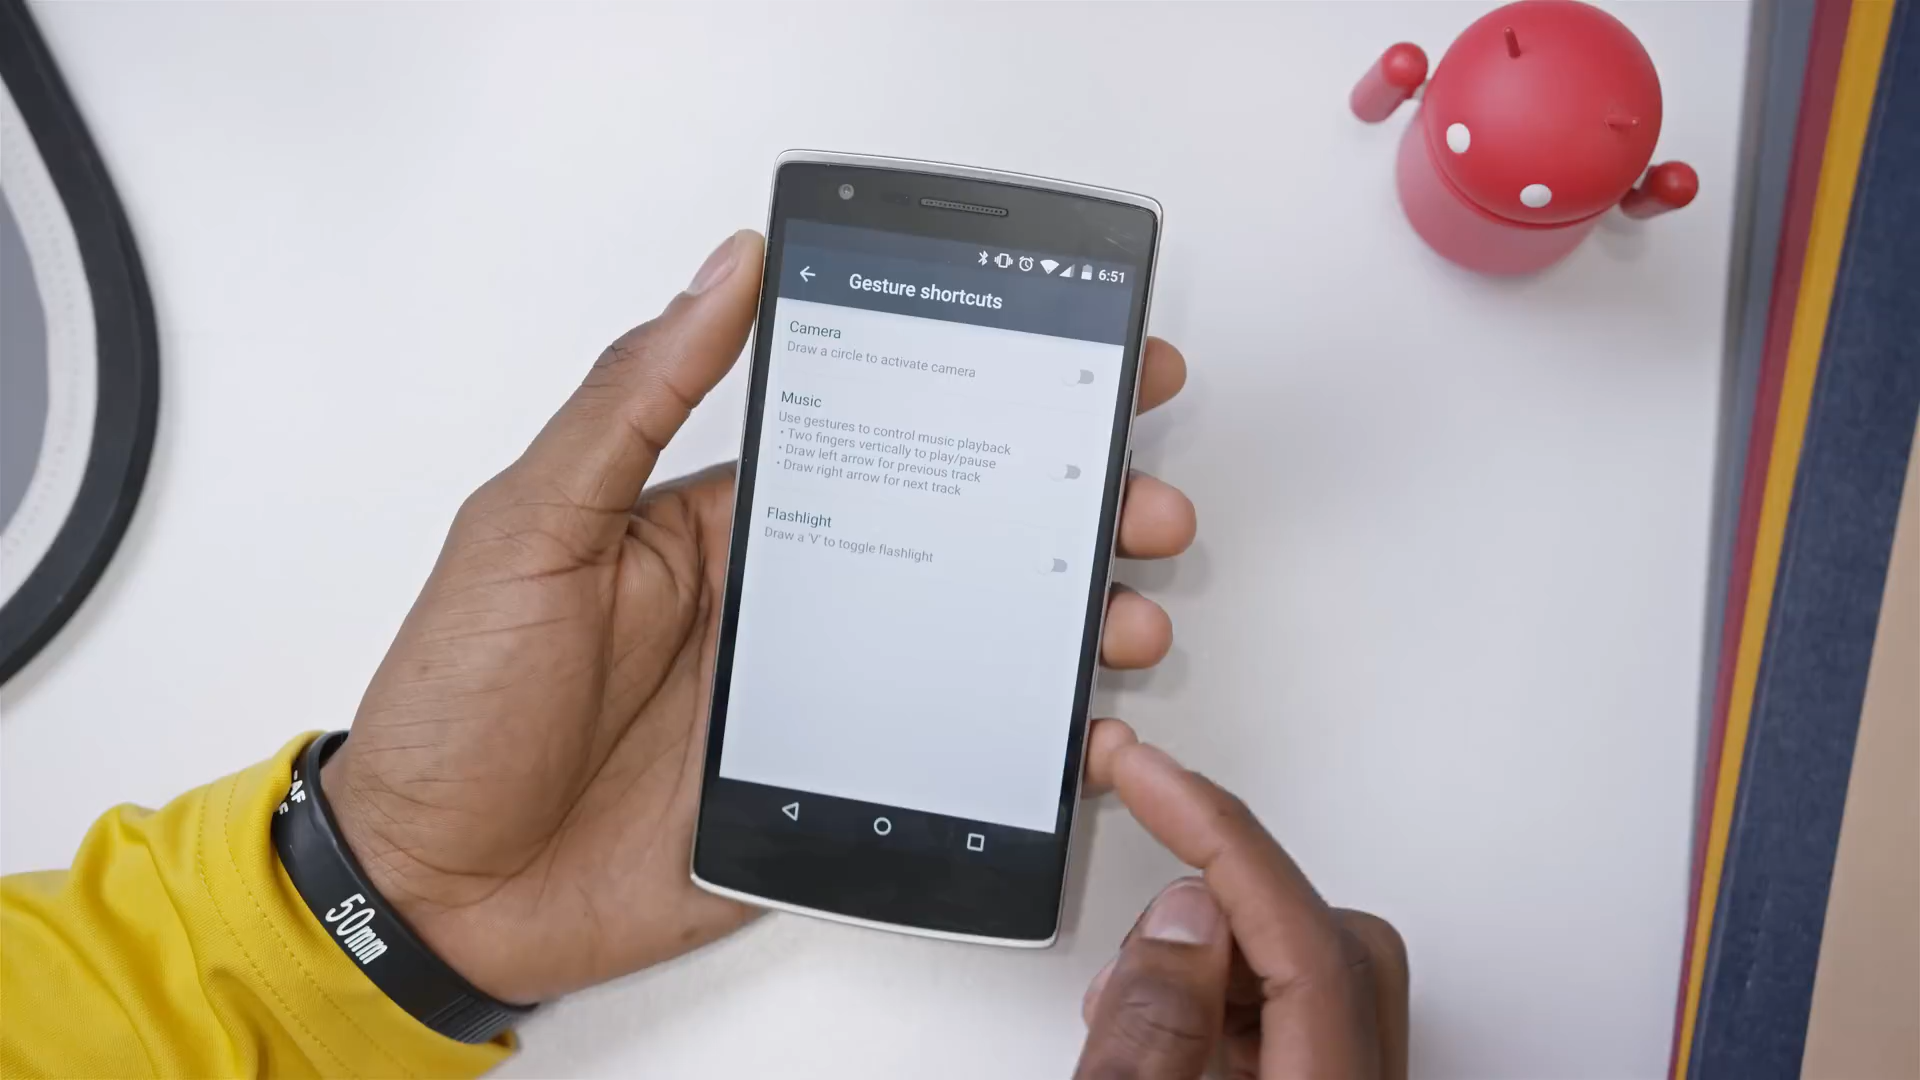 6:51
Gesture shortcuts
Camera
Draw a circle to activate camera
Music
Use gestures to control music playback
• Two fingers vertically to play/pause
• Draw left arrow for previous track
• Draw right arrow for next track
Flashlight
Draw a 'V' to toggle flashlight
50mm